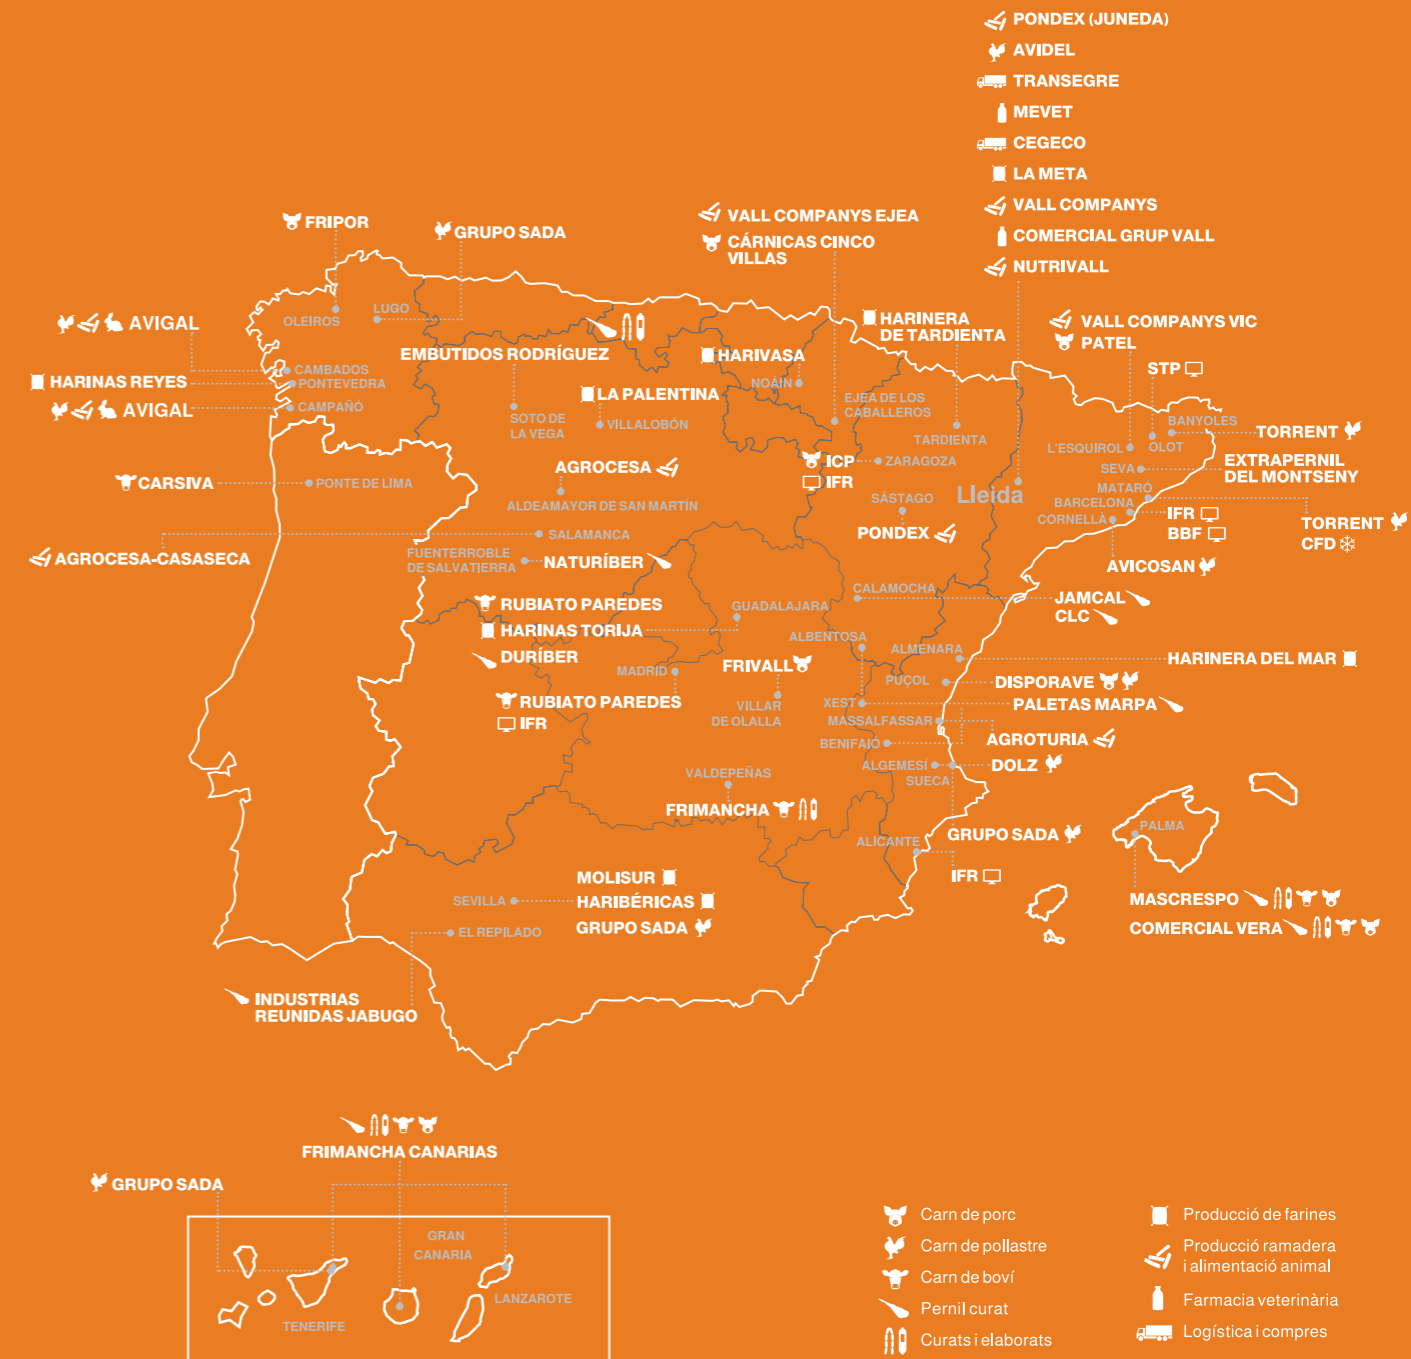 PONDEX (JUNEDA)
AVIDEL
TRANSEGRE
MEVET
CEGECO
LA META
VALL COMPANYS
COMERCIAL GRUP VALL
NUTRIVALL
FRIPOR
GRUPO SADA
VALL COMPANYS EJEA
CÁRNICAS CINCO
VILLAS
OLEIROS
LUGO
AVIGAL
HARINERA
DE TARDIENTA
VALL COMPANYS VIC
PATEL
EMBUTIDOS RODRÍGUEZ
HARIVASA
STP
CAMBADOS
HARINAS REYES
PONTEVEDRA
NOÁIN
LA PALENTINA
AVIGAL
CAMPAÑÓ
EJEA DE LOS
CABALLEROS
SOTO DE
LA VEGA
VILLALOBÓN
TARDIENTA
BANYOLES
TORRENT
L'ESQUIROL
OLOT
AGROCESA
ICP
ZARAGOZA
IFR
SEVA
EXTRAPERNIL
DEL MONTSENY
CARSIVA
PONTE DE LIMA
ALDEAMAYOR DE SAN MARTÍN
SÁSTAGO
Lleida
MATARÓ
BARCELONA
IFR
BBF
CORNELLÀ
TORRENT
CFD
SALAMANCA
PONDEX
AGROCESA-CASASECA
FUENTERROBLE
DE SALVATIERRA
NATURÍBER
AVICOSAN
CALAMOCHA
JAMCAL
CLC
RUBIATO PAREDES
GUADALAJARA
HARINAS TORIJA
ALBENTOSA
DURÍBER
ALMENARA
HARINERA DEL MAR
MADRID
FRIVALL
PUÇOL
DISPORAVE
RUBIATO PAREDES
IFR
VILLAR
DE OLALLA
XEST
PALETAS MARPA
MASSALFASSAR
BENIFAIÓ
AGROTURIA
ALGEMESÍ
DOLZ
SUECA
VALDEPEÑAS
FRIMANCHA
PALMA
GRUPO SADA
ALICANTE
IFR
MOLISUR
SEVILLA
HARIBÉRICAS
GRUPO SADA
MASCRESPO
COMERCIAL VERA
EL REPILADO
INDUSTRIAS
REUNIDAS JABUGO
FRIMANCHA CANARIAS
GRUPO SADA
GRAN
CANARIA
LANZAROTE
TENERIFE
Carn de porc
Carn de pollastre
Carn de boví
Pernil curat
Curats i elaborats
Producció de farines
Producció ramadera
i alimentació animal
Farmacia veterinària
Logística i compres